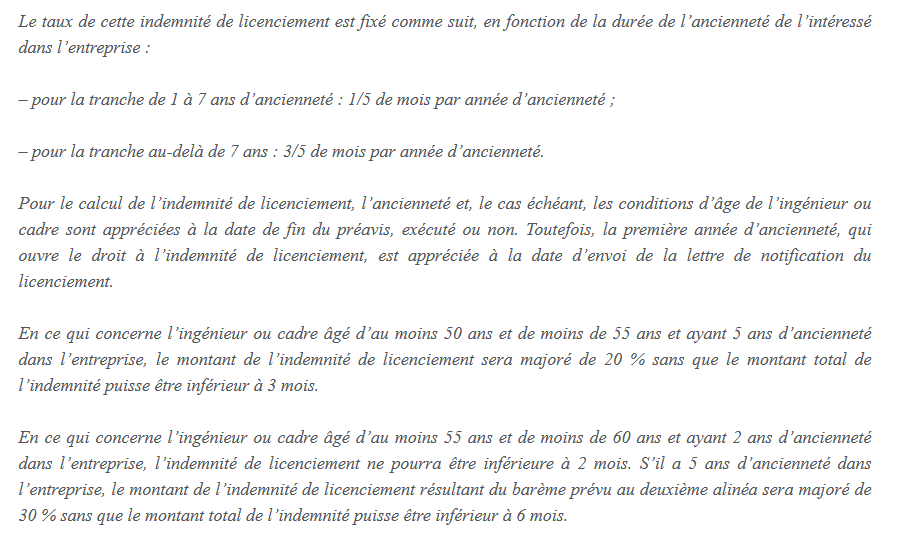 Le taux de cette indemnité de licenciement est fixé comme suit, en fonction de la durée de l’ancienneté de l’intéressé
dans l’entreprise :
– pour la tranche de 1 à 7 ans d’ancienneté : 1/5 de mois par année d’ancienneté ;
– pour la tranche au-delà de 7 ans : 3/5 de mois par année d’ancienneté.
Pour le calcul de l’indemnité de licenciement, l’ancienneté et, le cas échéant, les conditions d’âge de l’ingénieur ou
cadre sont appréciées à la date de fin du préavis, exécuté ou non. Toutefois, la première année d’ancienneté, qui
ouvre le droit à l’indemnité de licenciement, est appréciée à la date d’envoi de la lettre de notification du
licenciement.
En ce qui concerne l’ingénieur ou cadre âgé d’au moins 50 ans et de moins de 55 ans et ayant 5 ans d’ancienneté
dans l’entreprise, le montant de l’indemnité de licenciement sera majoré de 20 % sans que le montant total de
l’indemnité puisse être inférieur à 3 mois.
En ce qui concerne l’ingénieur ou cadre âgé d’au moins 55 ans et de moins de 60 ans et ayant 2 ans d’ancienneté
dans l’entreprise, l’indemnité de licenciement ne pourra être inférieure à 2 mois. S’il a 5 ans d’ancienneté dans
l’entreprise, le montant de l’indemnité de licenciement résultant du barème prévu au deuxième alinéa sera majoré de
30 % sans que le montant total de l’indemnité puisse être inférieur à 6 mois.